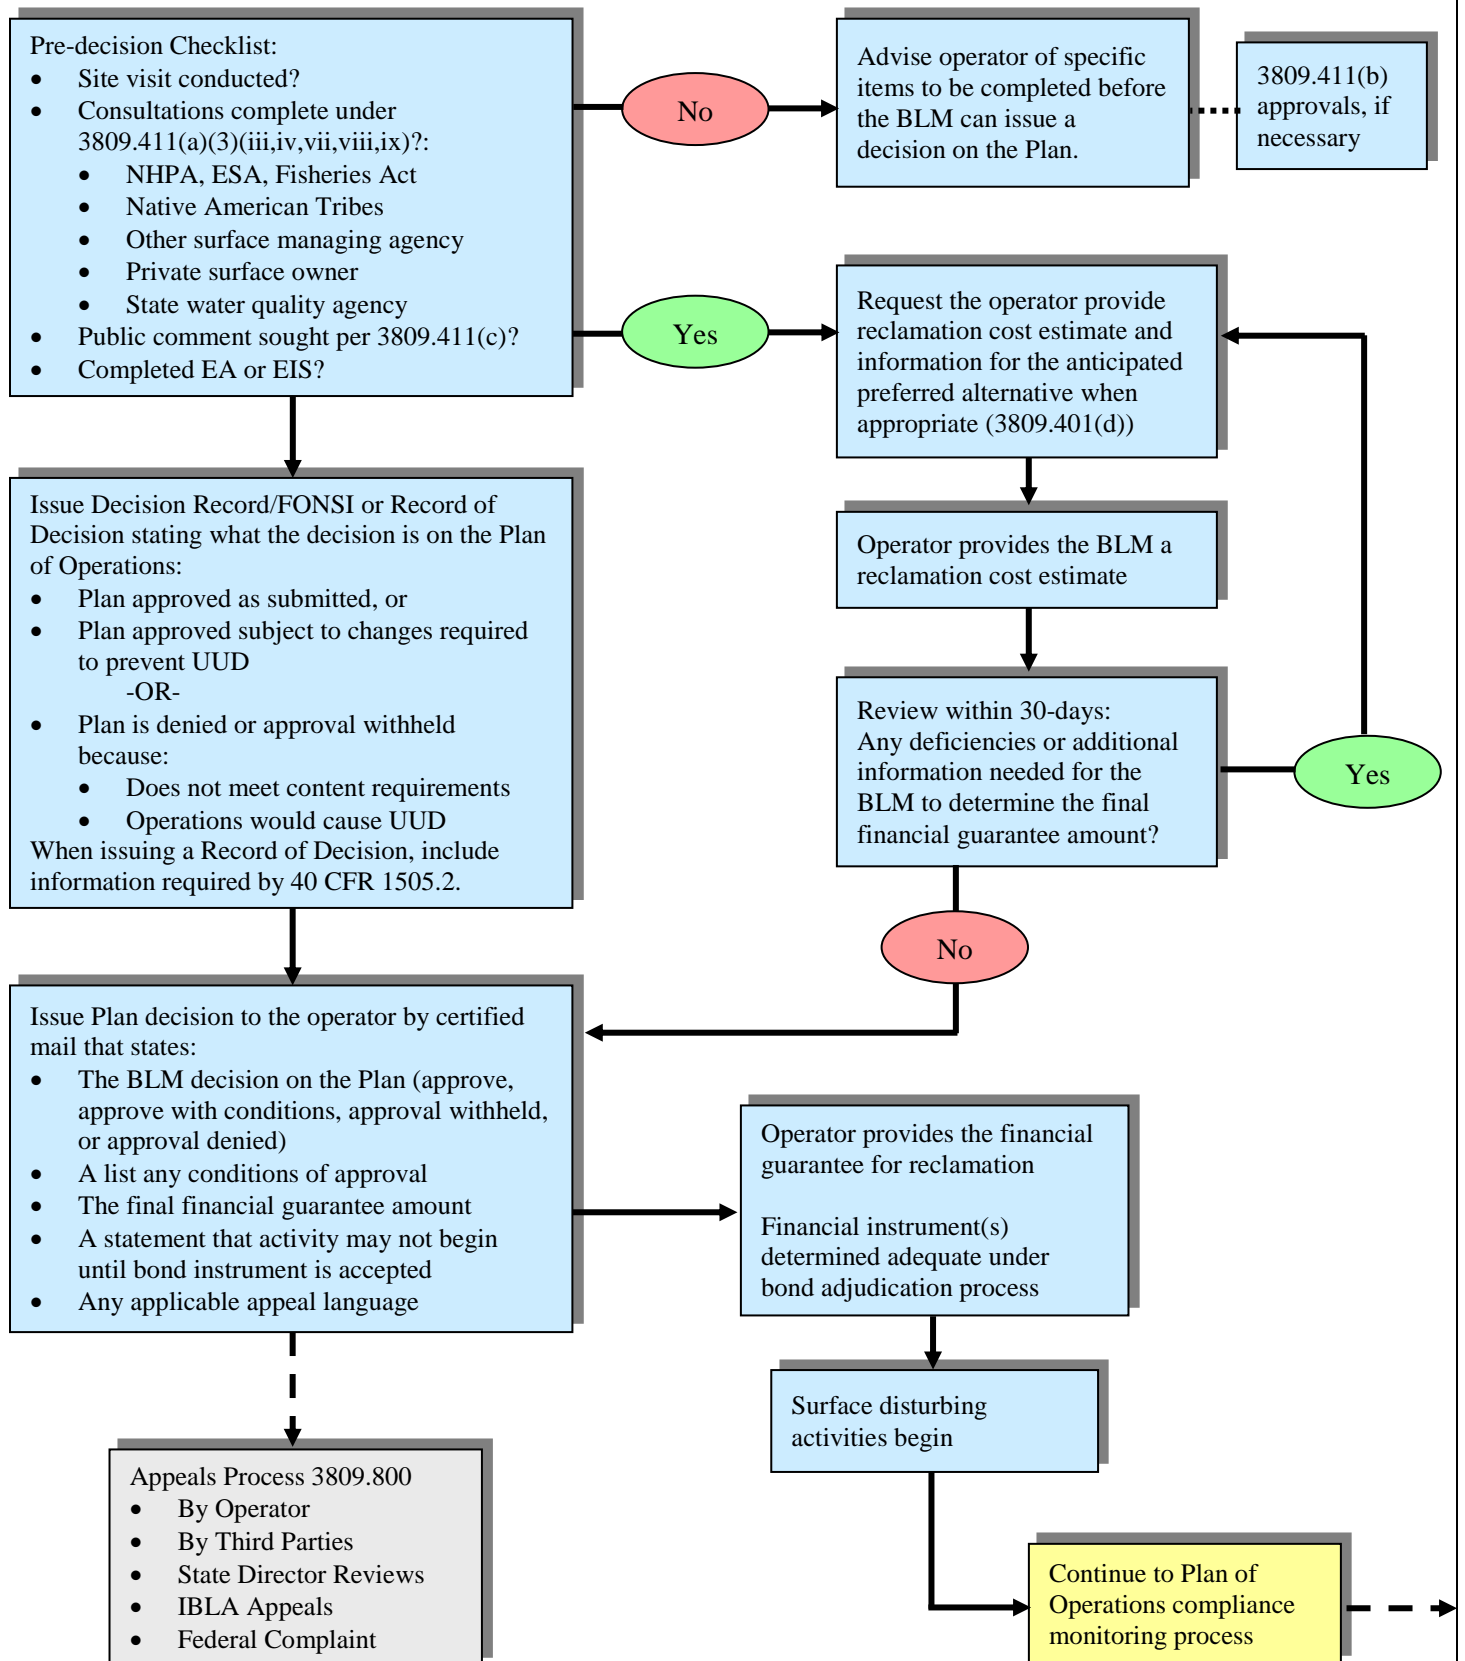 Pre-decision Checklist:
• Site visit conducted?
• Consultations complete under
3809.411(a)(3)(iii,iv,vii,viii,ix)?:
• NHPA, ESA, Fisheries Act
• Native American Tribes
• Other surface managing agency
• Private surface owner
• State water quality agency
• Public comment sought per 3809.411(c)?
• Completed EA or EIS?
No
Advise operator of specific
items to be completed before
the BLM can issue a
decision on the Plan.
3809.411(b)
approvals, if
necessary
Yes
Request the operator provide
reclamation cost estimate and
information for the anticipated
preferred alternative when
appropriate (3809.401(d))
Operator provides the BLM a
reclamation cost estimate
Review within 30-days:
Any deficiencies or additional
information needed for the
BLM to determine the final
financial guarantee amount?
Yes
No
Issue Decision Record/FONSI or Record of
Decision stating what the decision is on the Plan
of Operations:
• Plan approved as submitted, or
• Plan approved subject to changes required
to prevent UUD
-OR-
• Plan is denied or approval withheld
because:
• Does not meet content requirements
• Operations would cause UUD
When issuing a Record of Decision, include
information required by 40 CFR 1505.2.
Issue Plan decision to the operator by certified
mail that states:
• The BLM decision on the Plan (approve,
approve with conditions, approval withheld,
or approval denied)
• A list any conditions of approval
• The final financial guarantee amount
• A statement that activity may not begin
until bond instrument is accepted
• Any applicable appeal language
Operator provides the financial
guarantee for reclamation
Financial instrument(s)
determined adequate under
bond adjudication process
Surface disturbing
activities begin
Appeals Process 3809.800
• By Operator
• By Third Parties
• State Director Reviews
• IBLA Appeals
• Federal Complaint
Continue to Plan of
Operations compliance
monitoring process